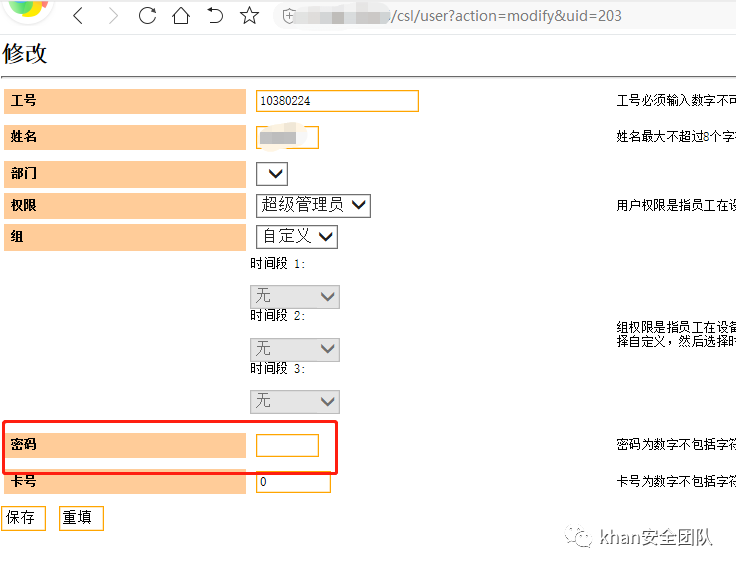 /csl/user?action=modify&uid=203
修改
工号 10380224 工号必须输入数字不可
姓名 姓名最大不超过8个字
部门
权限 超级管理员 用户权限是指员工在设
组 自定义
时间段 1:
无
时间段 2:
无
组权限是指员工在设备
择自定义，然后选择时
时间段 3:
无
密码 密码为数字不包括字符
卡号 0 卡号为数字不包括字符
保存 重填
khan安全团队